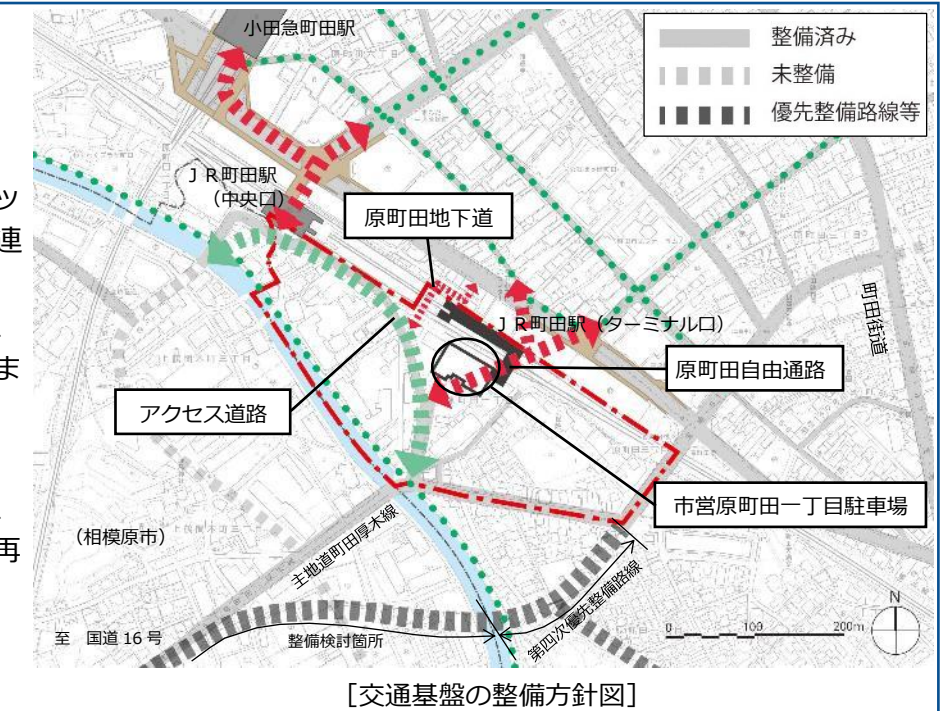 小田急町田駅
整備済み
未整備
優先整備路線等
ＪＲ町田駅
（中央口）
ツ
連
原町田地下道
ＪＲ町田駅（ターミナル口）
町田街道
ま
原町田自由通路
アクセス道路
市営原町田一丁目駐車場
（相模原市）
再
主地道町田厚木線
第四次優先整備路線
至 国道16号
整備検討箇所
N
0 100 200m
［交通基盤の整備方針図］